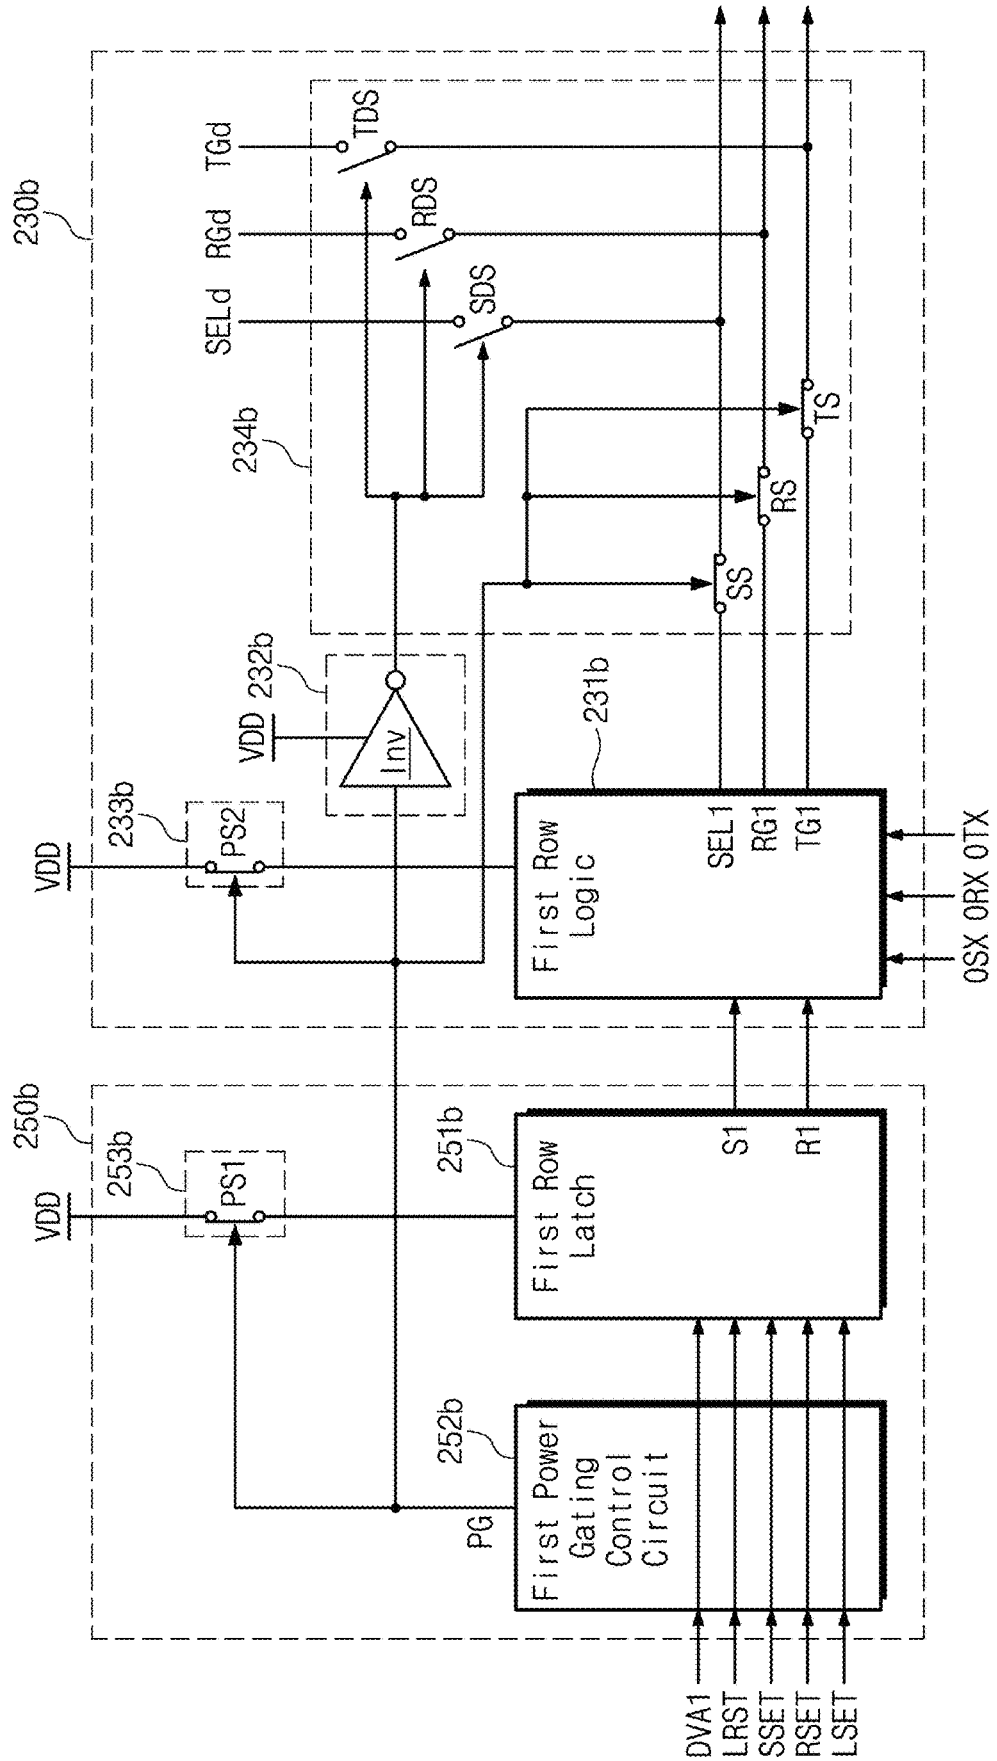 230b
TGd
RGd
SELd
TDS
RDS
SDS
234b
TS
RS
SS
VDD
232b
Inv
231b
VDD
233b
PS2
First Row
Logic
SEL1
RG1
TG1
OSX
ORX
OTX
250b
VDD
253b
PS1
251b
First Row
Latch
S1
R1
252b
PG
First Power
Gating
Control
Circuit
DVA1
LRST
SSET
RSET
LSET